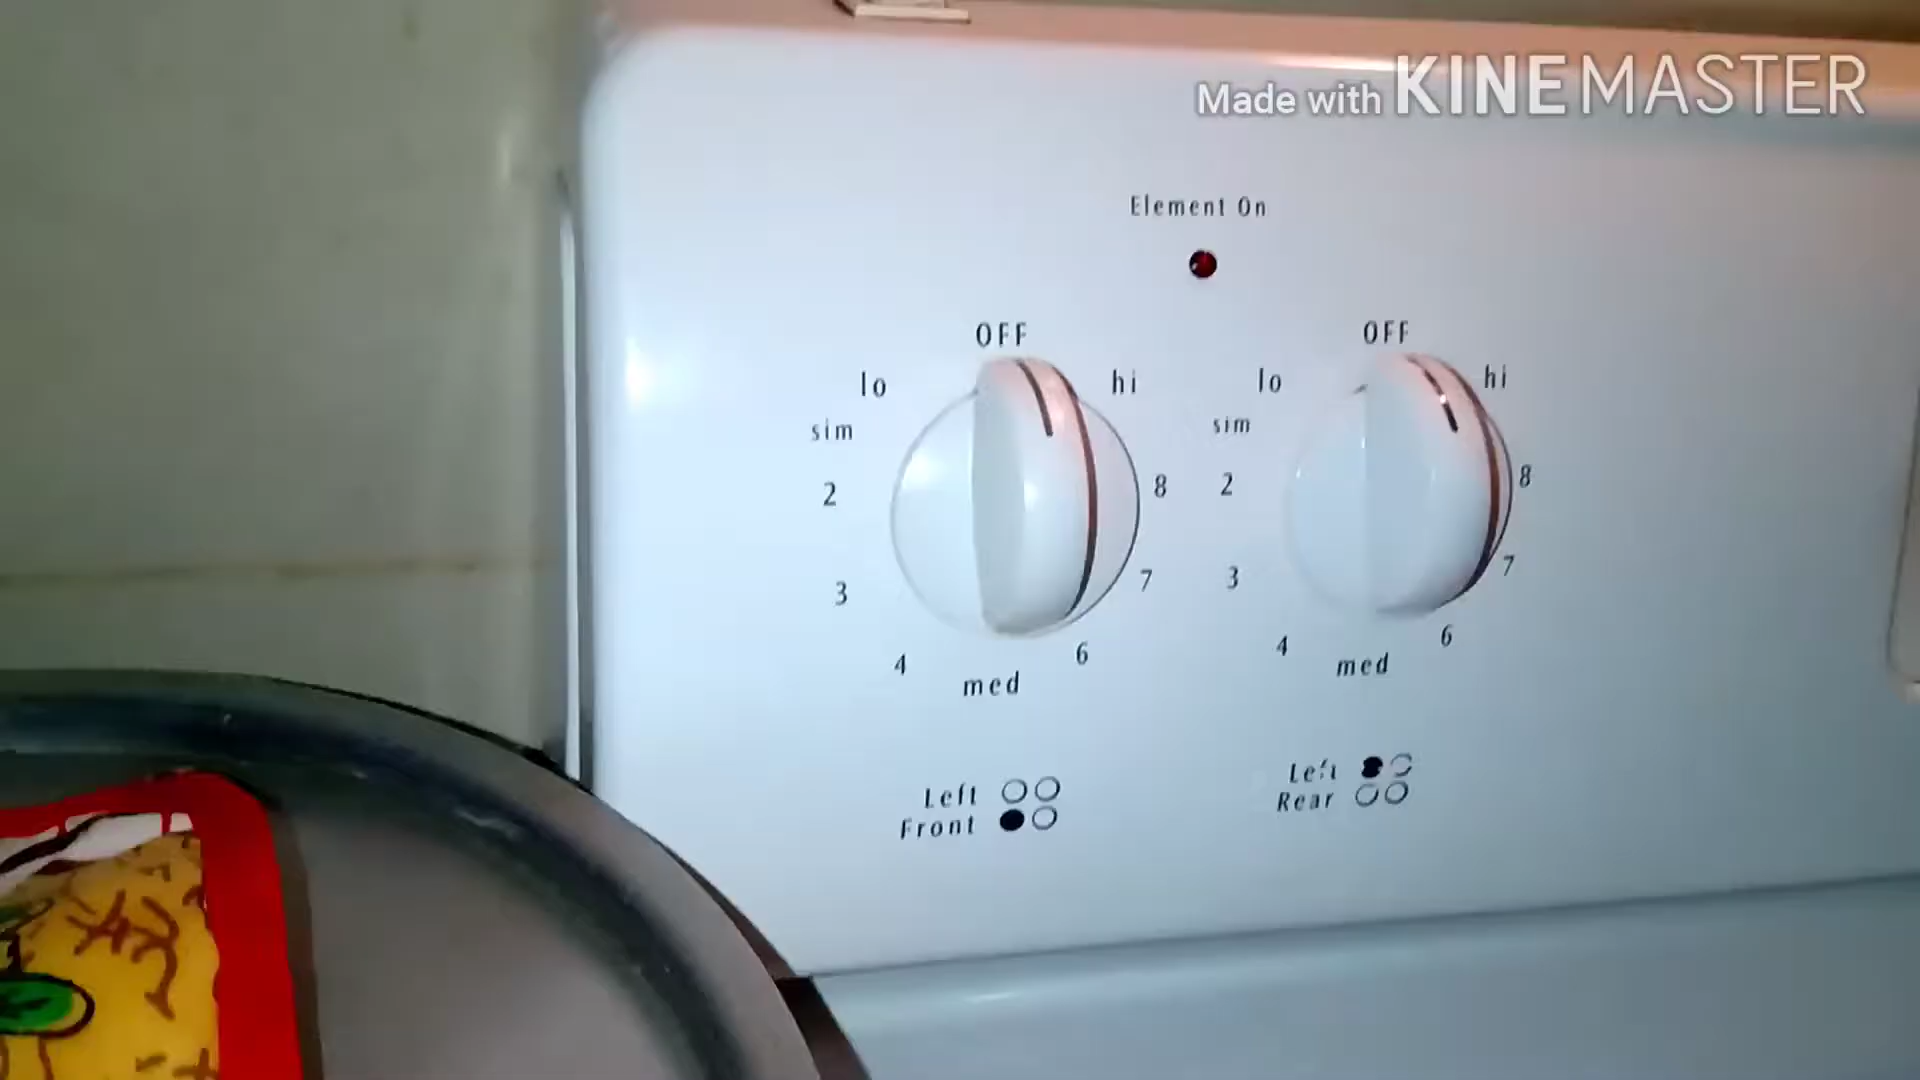 Made with KINEMASTER
Element On
OFF
OFF
lo
hi
lo
hi
sim
sim
2
8
2
8
3
7
3
7
4
med
6
4
med
6
Left
Front
Left
Rear